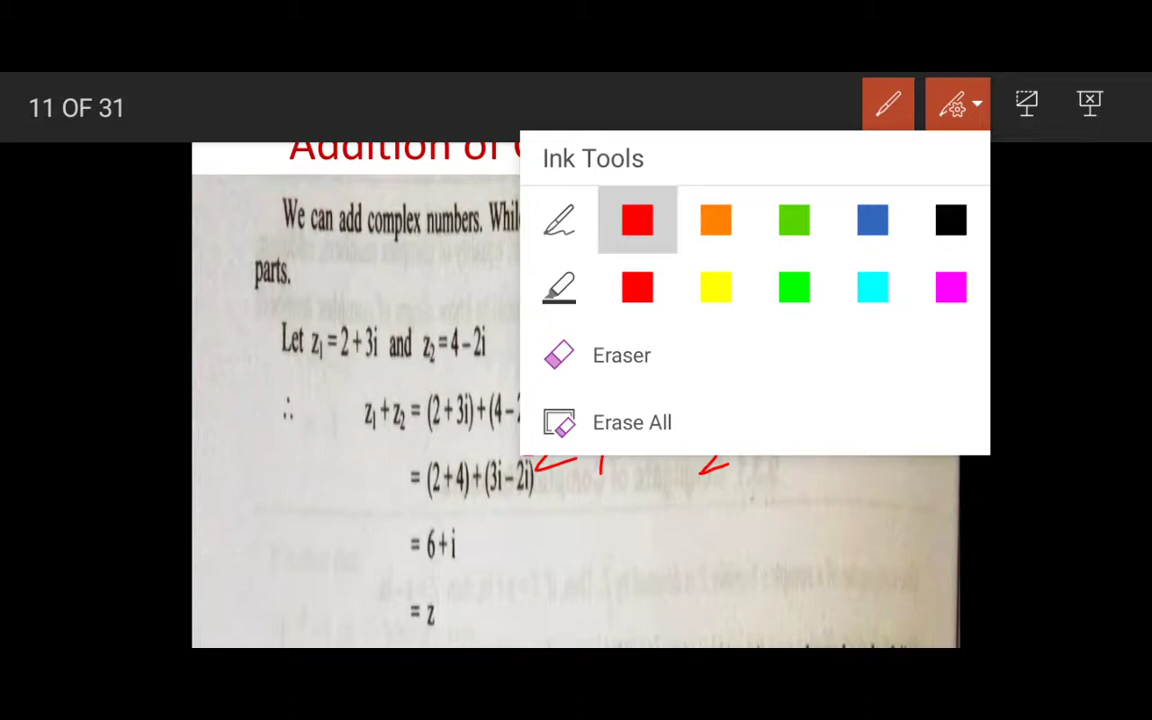 11 OF 31
Addition of
Ink Tools
We can add complex numbers.
parts.
Let z₁ = 2 + 3i and z₂ = 4 – 2i
∴ z₁ + z₂ = (2 + 3i) + (4 –
= (2 + 4) + (3i – 2i)
= 6 + i
= z
Eraser
Erase All